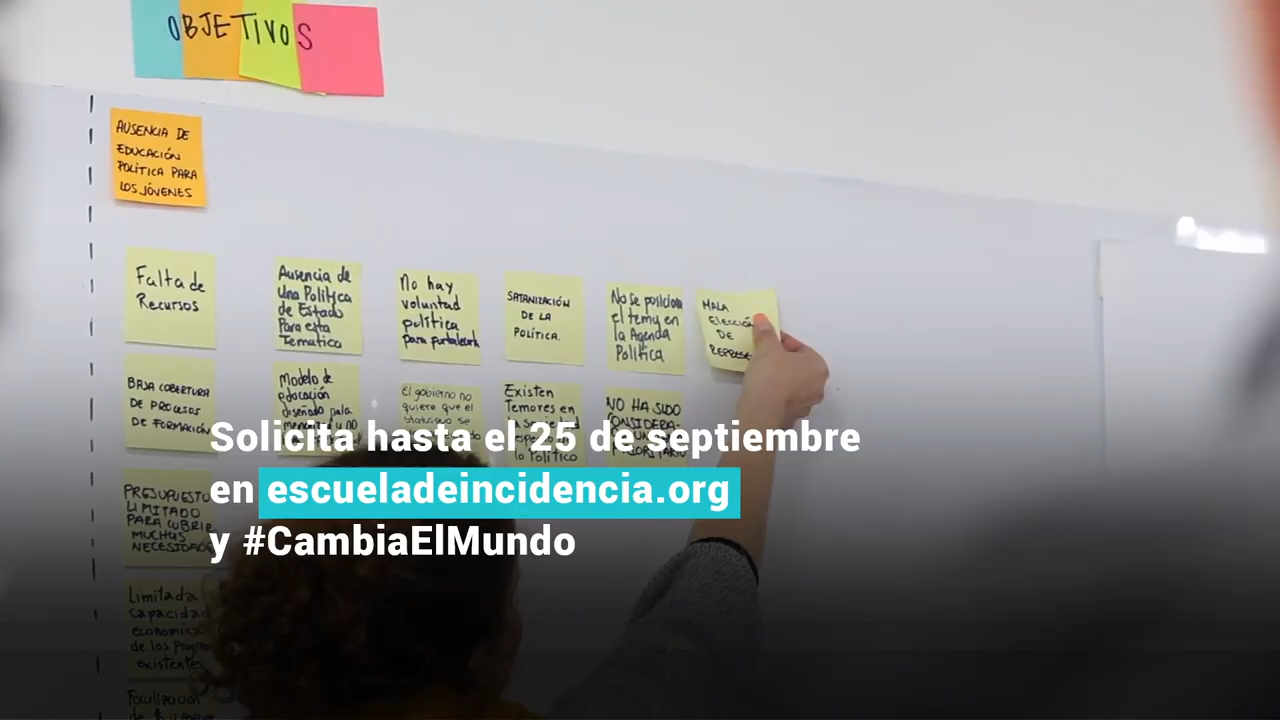 OBJETIVOS
AUSENCIA DE
EDUCACIÓN
POLÍTICA PARA
LOS JÓVENES
Falta de
Recursos
Ausencia de
Una Política
de Estado
Para esta
Temática
No hay
voluntad
política
para fortalecerla
SATANIZACIÓN
DE LA
POLÍTICA.
No se posiciona
el tema en
la Agenda
Política
MALA
ELECCIÓN
DE
BAJA COBERTURA
DE PROCESOS
DE FORMACIÓN
Modelo de
educación
diseñado para
El gobierno no
quiere que el
Existen
Temores en
lo Político
NO HA SIDO
Solicita hasta el 25 de septiembre
en escueladeincidencia.org
y #CambiaElMundo
PRESUPUESTO
LIMITADO
PARA CUBRIR
MUCHAS
NECESIDADES
Limitada
capacidad
económica
de los
existentes
Focalización